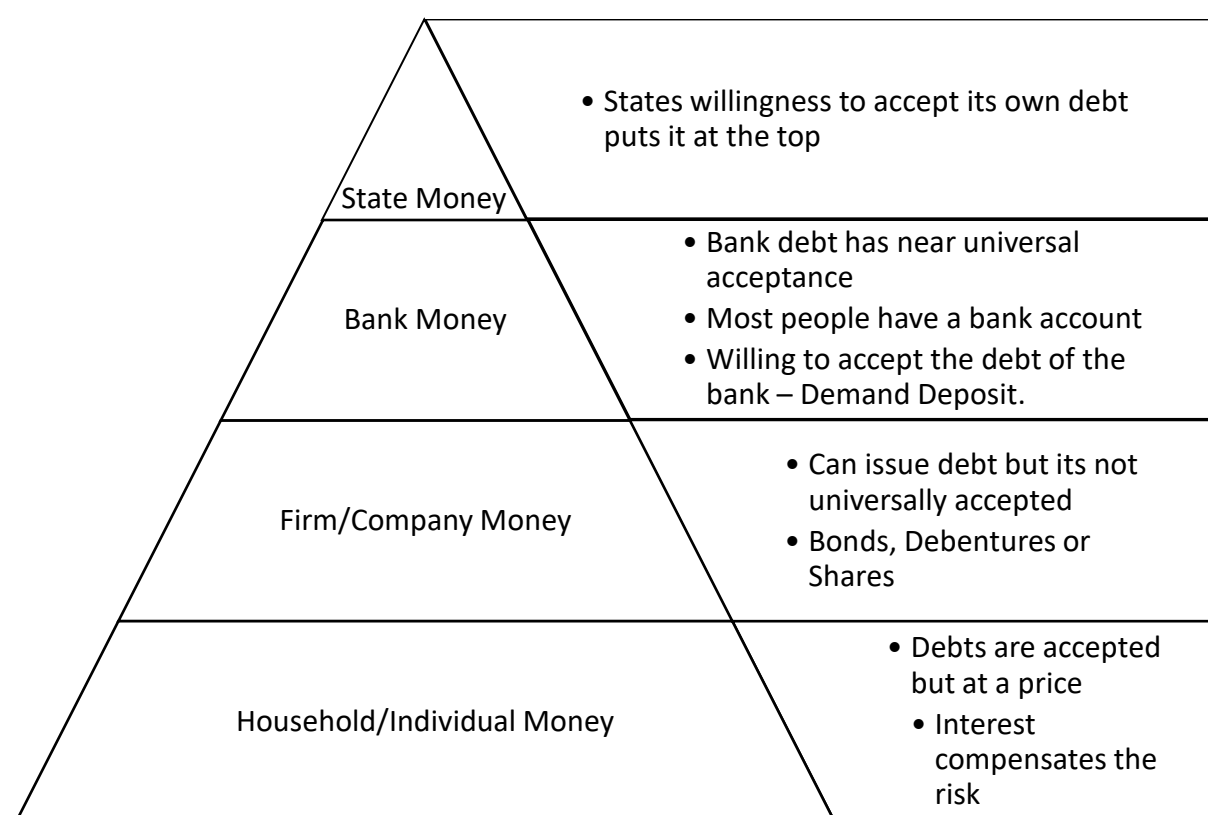 • States willingness to accept its own debt
puts it at the top
State Money
• Bank debt has near universal
acceptance
Bank Money
• Most people have a bank account
• Willing to accept the debt of the
bank – Demand Deposit.
• Can issue debt but its not
universally accepted
Firm/Company Money
• Bonds, Debentures or
Shares
• Debts are accepted
but at a price
Household/Individual Money
• Interest
compensates the
risk